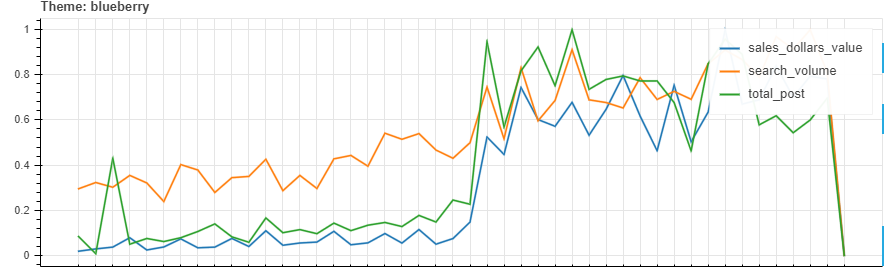 Theme: blueberry
1
0.8
0.6
0.4
0.2
0
sales_dollars_value
search_volume
total_post